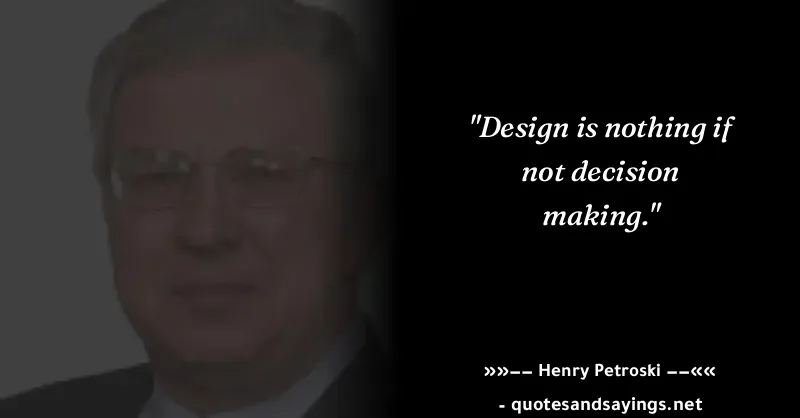 "Design is nothing if
not decision
making."
»»–– Henry Petroski ––««
- quotesandsayings.net